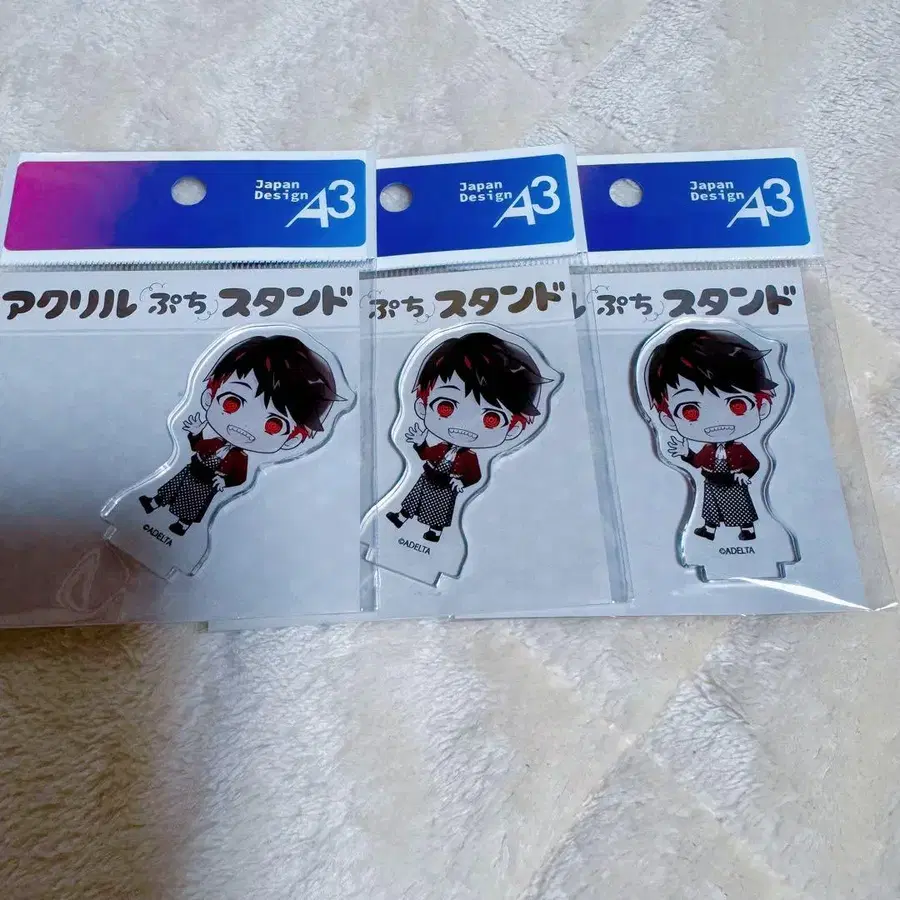 Japan
Design A3
アクリル ぷち スタンド
©ADELTA
Japan
Design A3
ぷち スタンド
©ADELTA
Japan
Design A3
ル ぷち スタンド
©ADELTA